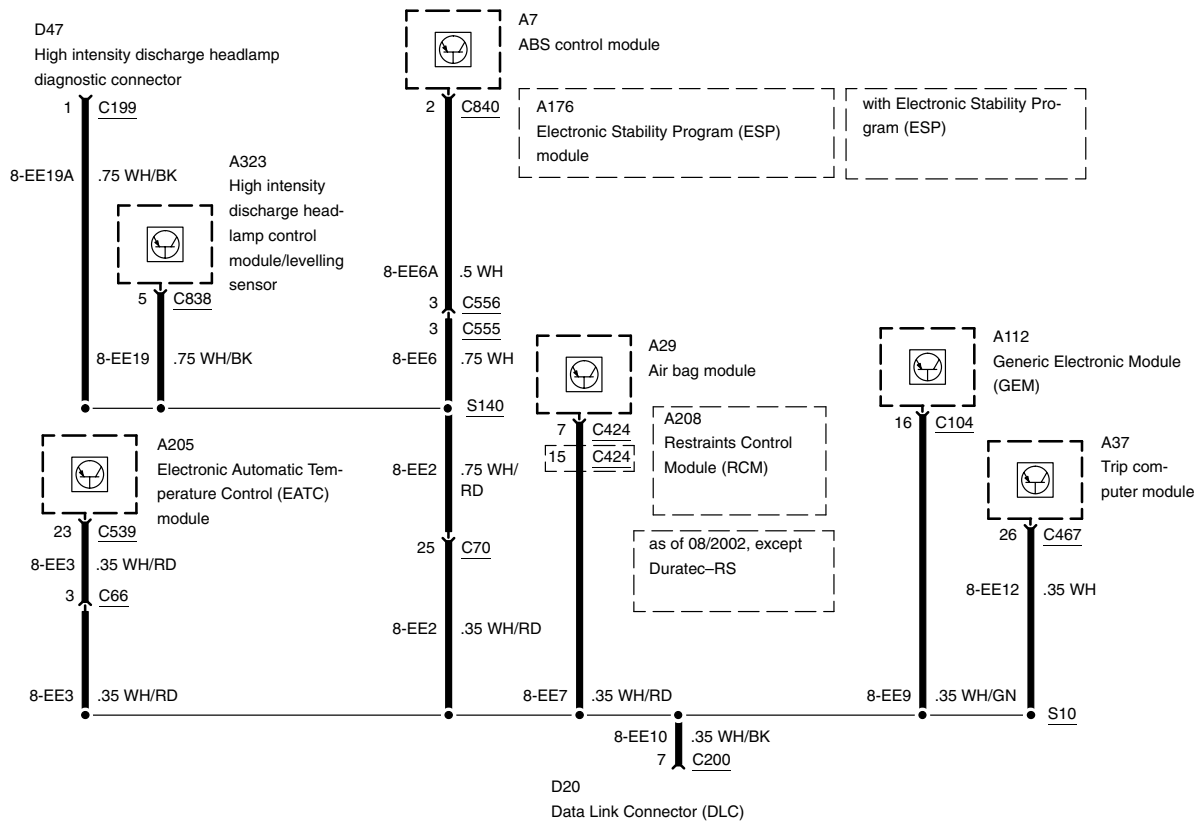 D47
High intensity discharge headlamp
diagnostic connector
1 C199
8-EE19A .75 WH/BK
A323
High intensity
discharge head-
lamp control
module/levelling
sensor
5 C838
8-EE19 .75 WH/BK
A7
ABS control module
2 C840
A176
Electronic Stability Program (ESP)
module
with Electronic Stability Pro-
gram (ESP)
8-EE6A .5 WH
3 C556
3 C555
8-EE6 .75 WH
S140
A205
Electronic Automatic Tem-
perature Control (EATC)
module
23 C539
8-EE3 .35 WH/RD
3 C66
8-EE3 .35 WH/RD
8-EE2 .75 WH/
RD
25 C70
8-EE2 .35 WH/RD
A29
Air bag module
7 C424
15 C424
A208
Restraints Control
Module (RCM)
as of 08/2002, except
Duratec–RS
8-EE7 .35 WH/RD
A112
Generic Electronic Module
(GEM)
16 C104
8-EE9 .35 WH/GN
A37
Trip com-
puter module
26 C467
8-EE12 .35 WH
S10
8-EE10 .35 WH/BK
7 C200
D20
Data Link Connector (DLC)